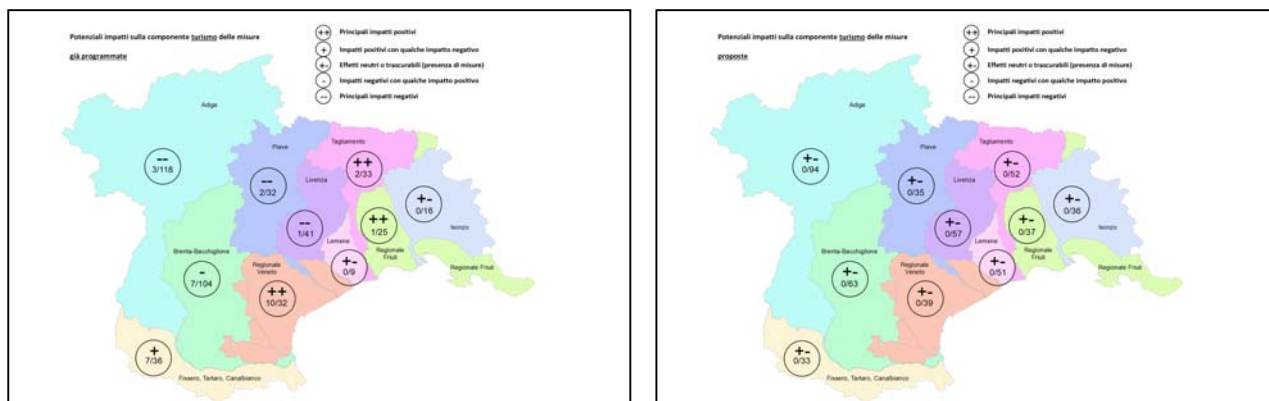 Potenziali impatti sulla componente turismo delle misure
già programmate
++ Principali impatti positivi
+ Impatti positivi con qualche impatto negativo
+- Effetti neutri o trascurabili (presenza di misure)
- Impatti negativi con qualche impatto positivo
-- Principali impatti negativi
Adige
--
3/118
Piave
--
2/32
Tagliamento
++
2/33
Livenza
--
1/41
+-
0/16
Isonzo
++
1/25
Lemene
+-
0/9
Regionale
Friuli
Regionale Friuli
Brenta-Bacchiglione
-
7/104
Regionale
Veneto
++
10/32
+
7/36
Fissero, Tartaro, Canalbianco
Potenziali impatti sulla componente turismo delle misure
proposte
++ Principali impatti positivi
+ Impatti positivi con qualche impatto negativo
+- Effetti neutri o trascurabili (presenza di misure)
- Impatti negativi con qualche impatto positivo
-- Principali impatti negativi
Adige
+-
0/94
Piave
+-
0/35
Tagliamento
+-
0/52
Livenza
+-
0/57
+-
0/36
Isonzo
+-
0/37
Lemene
+-
0/51
Regionale
Friuli
Regionale Friuli
Brenta-Bacchiglione
+-
0/63
Regionale
Veneto
+-
0/39
+-
0/33
Fissero, Tartaro, Canalbianco